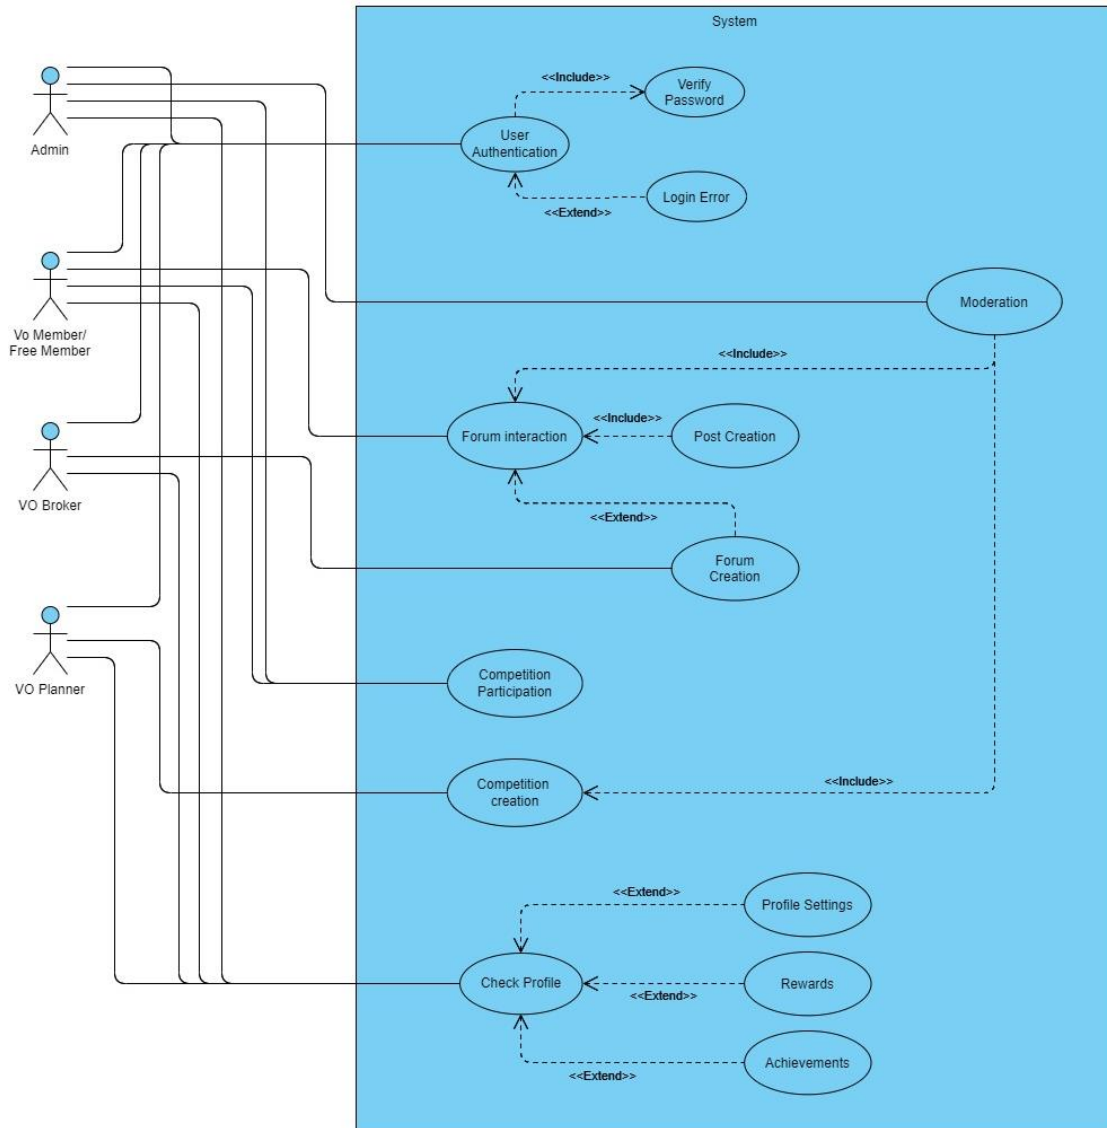 System
<<Include>>
Verify
Password
Admin
User
Authentication
Login Error
<<Extend>>
Vo Member/
Free Member
Moderation
<<Include>>
Forum interaction
<<Include>>
Post Creation
VO Broker
<<Extend>>
Forum
Creation
VO Planner
Competition
Participation
Competition
creation
<<Include>>
<<Extend>>
Profile Settings
Check Profile
Rewards
<<Extend>>
Achievements
<<Extend>>